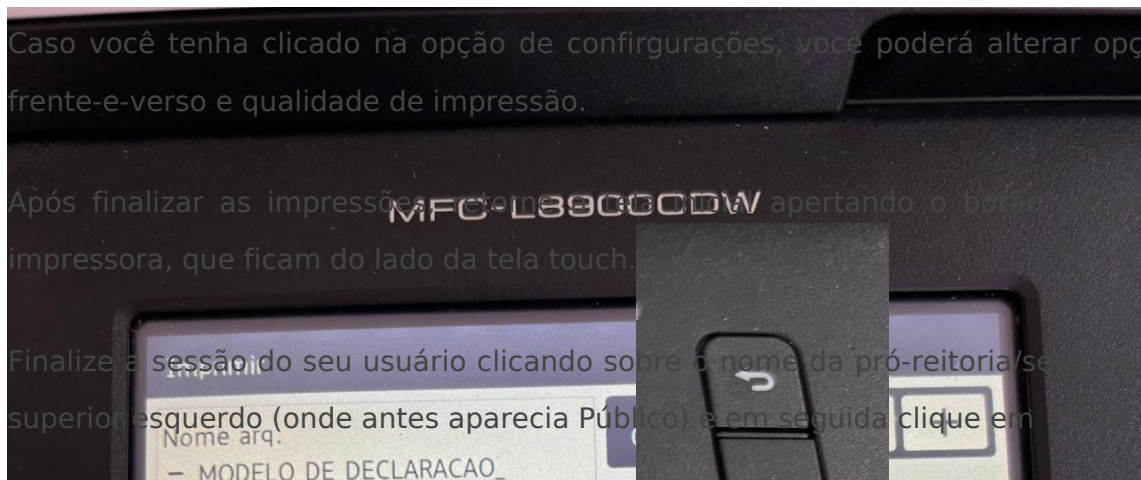 Caso você tenha clicado na opção de confirgurações, você poderá alterar opç
frente-e-verso e qualidade de impressão.
Após finalizar as impressões retorne a tela inicial apertando o
MFC-L8900CDW
impressora, que ficam do lado da tela touch.
Finalize a sessão do seu usuário clicando sobre o nome da pró-reitoria/se
Imprimir
superior esquerdo (onde antes aparecia Público) e em seguida clique em
Nome arq:
– MODELO DE DECLARACAO_